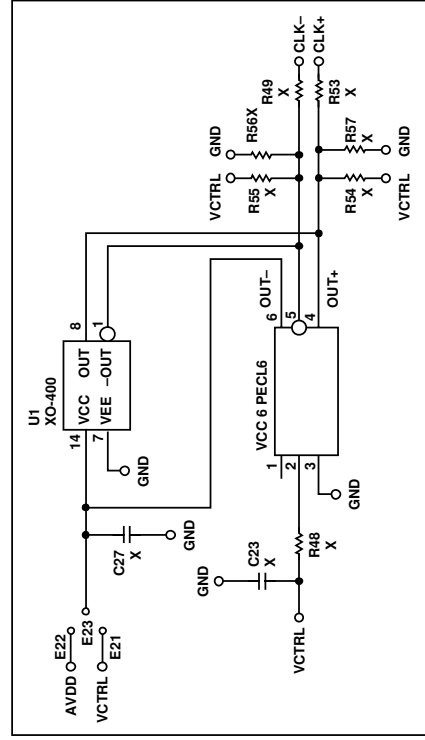 U1
XO-400
14
VCC
OUT
8
7
VEE
–OUT
1
GND
C27
X
GND
AVDD
E22
E23
VCTRL
E21
GND
C23
X
VCTRL
R48
X
VCC 6 PECL6
1
2
3
GND
6
5
4
OUT–
OUT+
VCTRL
GND
R55
X
R56X
R49
X
CLK–
CLK+
R53
X
R54
X
R57
X
VCTRL
GND